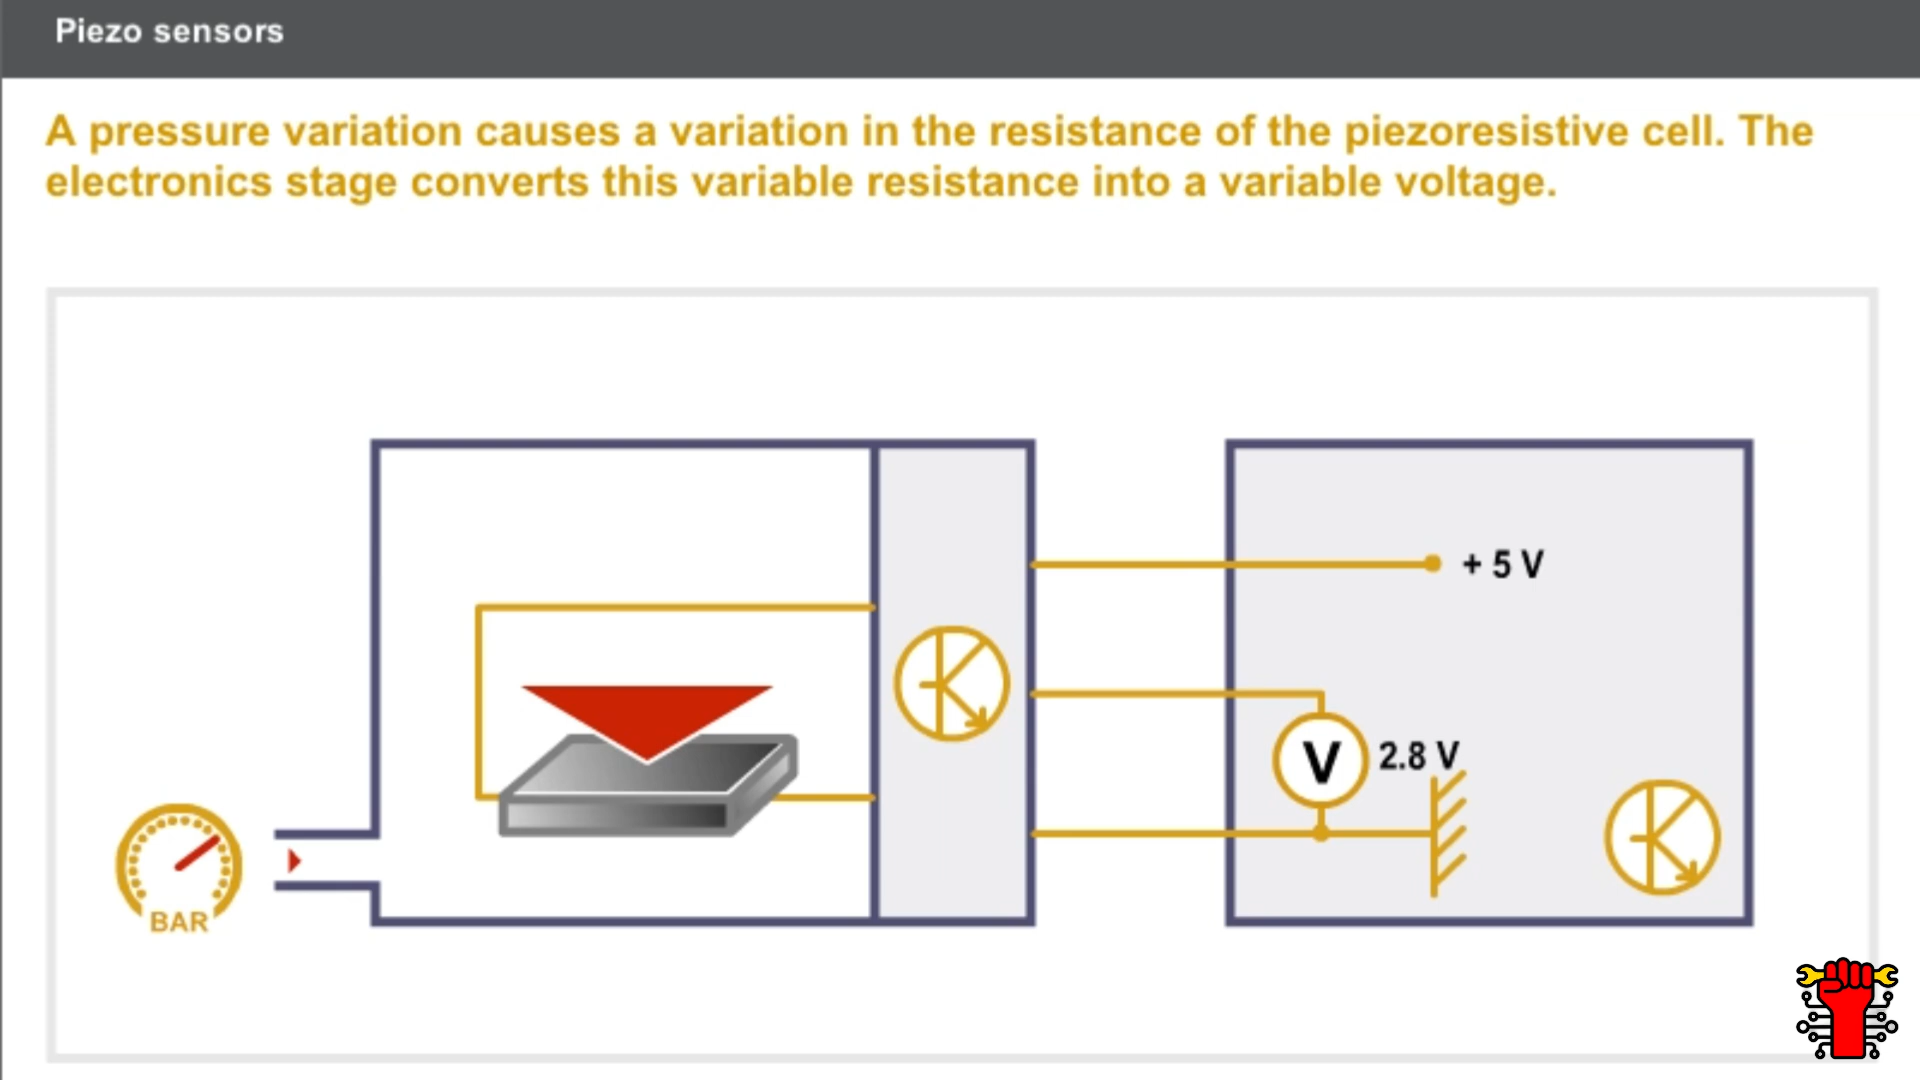 Piezo sensors
A pressure variation causes a variation in the resistance of the piezoresistive cell. The
electronics stage converts this variable resistance into a variable voltage.
+ 5 V
V 2.8 V
BAR